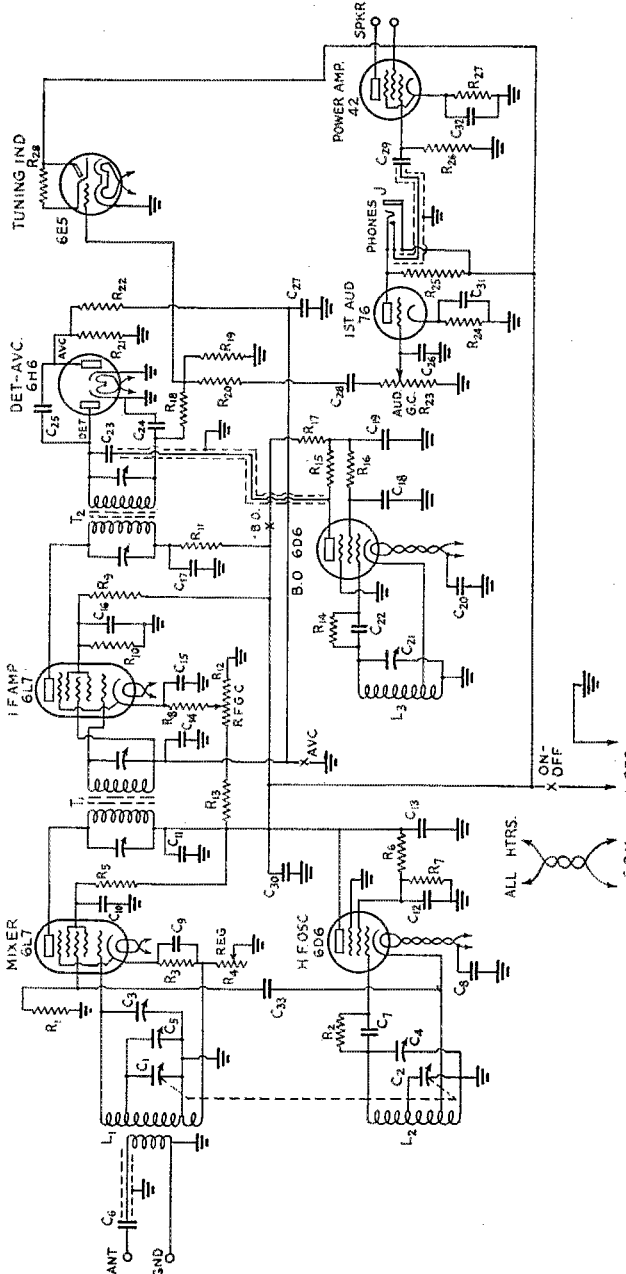 MIXER
6L7
T1
I F AMP
6L7
T2
DET-AVC.
6H6
TUNING IND
6E5
R28
R1
C10
R5
C11
C9
R3
R4
REG
R13
R8
C14
C15
R12
R.F.G.C.
R10
C16
R9
C17
R11
B.O.
DET
AVC
C25
C23
C24
R18
R19
R20
R21
R22
C27
ANT
GND
C6
L1
C1
C5
C3
C33
C30
AVC
L2
C2
C4
R2
C7
H F OSC
6D6
C8
C12
R6
R7
C13
B.O 6D6
R14
C22
C21
L3
C20
C18
R15
R16
R17
C19
C28
AUD
G.C.
R23
C26
1ST AUD
76
R24
C31
R25
PHONES
J
C29
R26
POWER AMP.
42
C32
R27
SPKR
ALL HTRS.
ON-
OFF